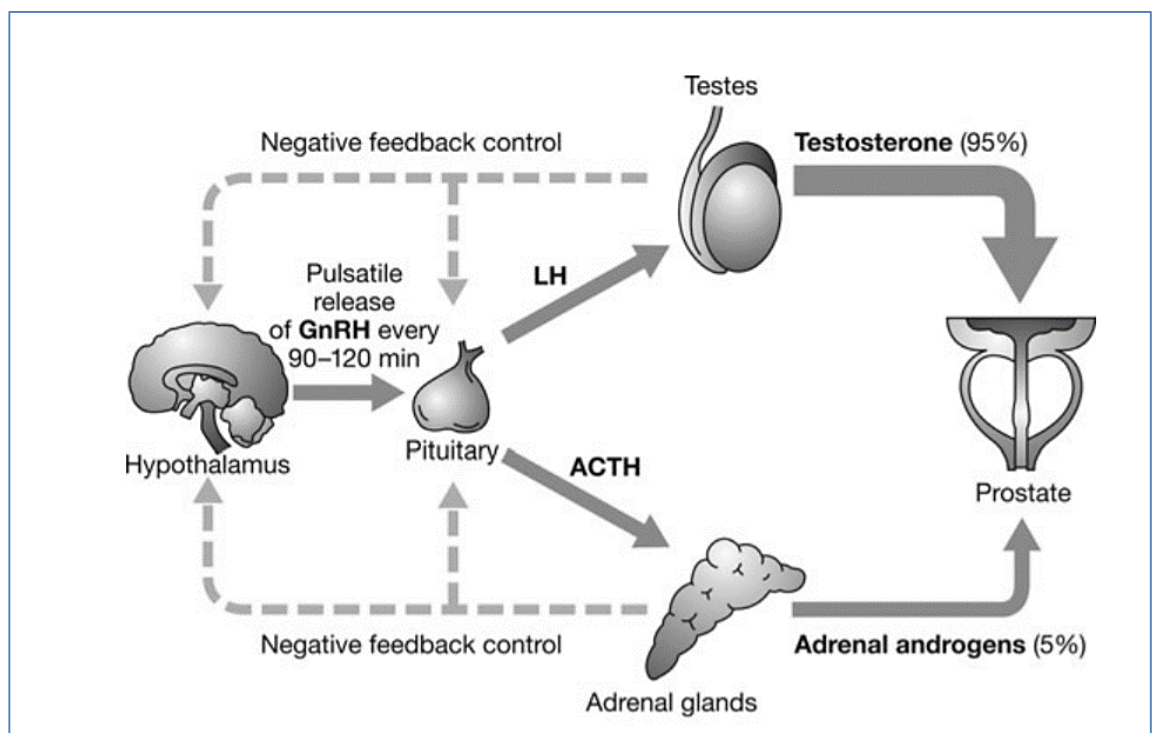 Testes
Negative feedback control
Testosterone (95%)
Pulsatile
release
of GnRH every
90–120 min
LH
Hypothalamus
Pituitary
ACTH
Prostate
Negative feedback control
Adrenal androgens (5%)
Adrenal glands